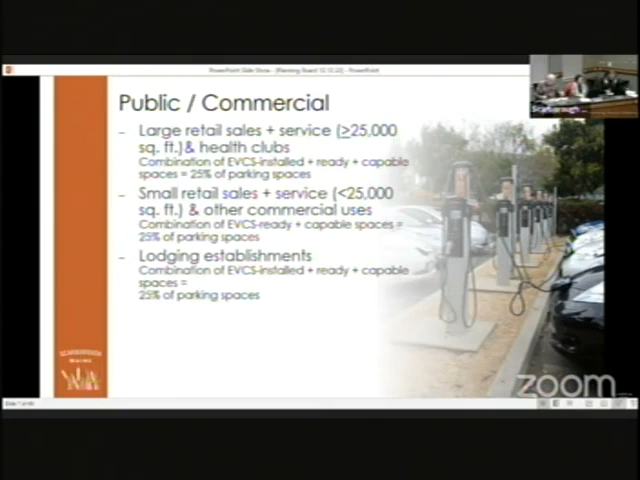 Public / Commercial
– Large retail sales + service (≥25,000
sq. ft.)& health clubs
Combination of EVCS-installed + ready + capable
spaces = 25% of parking spaces
– Small retail sales + service (<25,000
sq. ft.) & other commercial uses
Combination of EVCS-ready + capable spaces =
25% of parking spaces
– Lodging establishments
Combination of EVCS-installed + ready + capable
spaces =
25% of parking spaces
SCARBOROUGH
MAINE
zoom